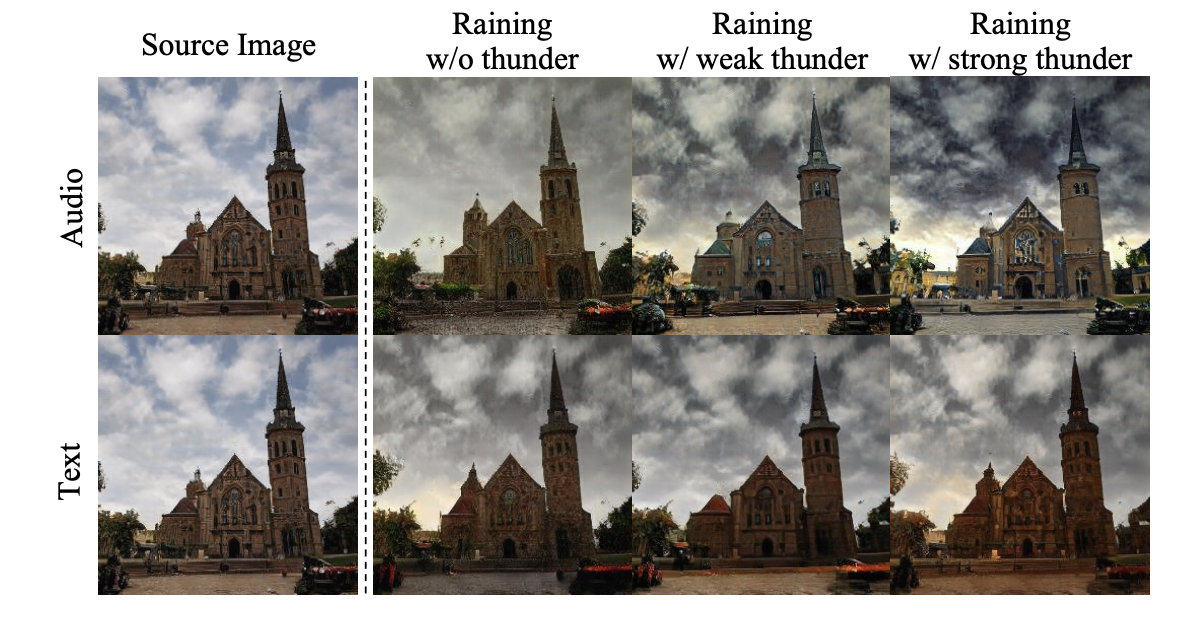 Source Image
Raining
w/o thunder
Raining
w/ weak thunder
Raining
w/ strong thunder
Audio
Text